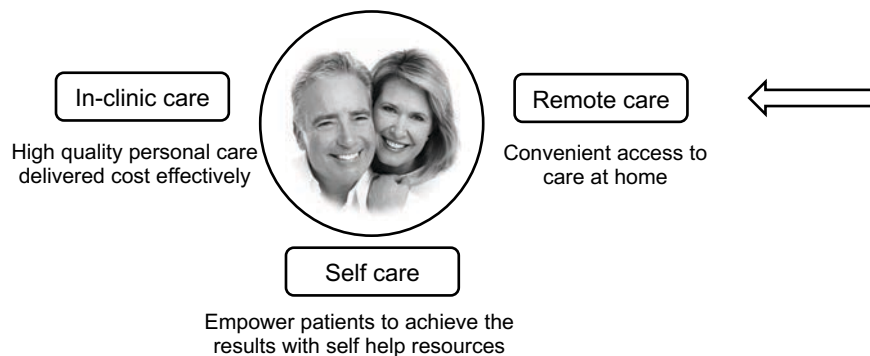 In-clinic care
High quality personal care
delivered cost effectively
Remote care
Convenient access to
care at home
Self care
Empower patients to achieve the
results with self help resources